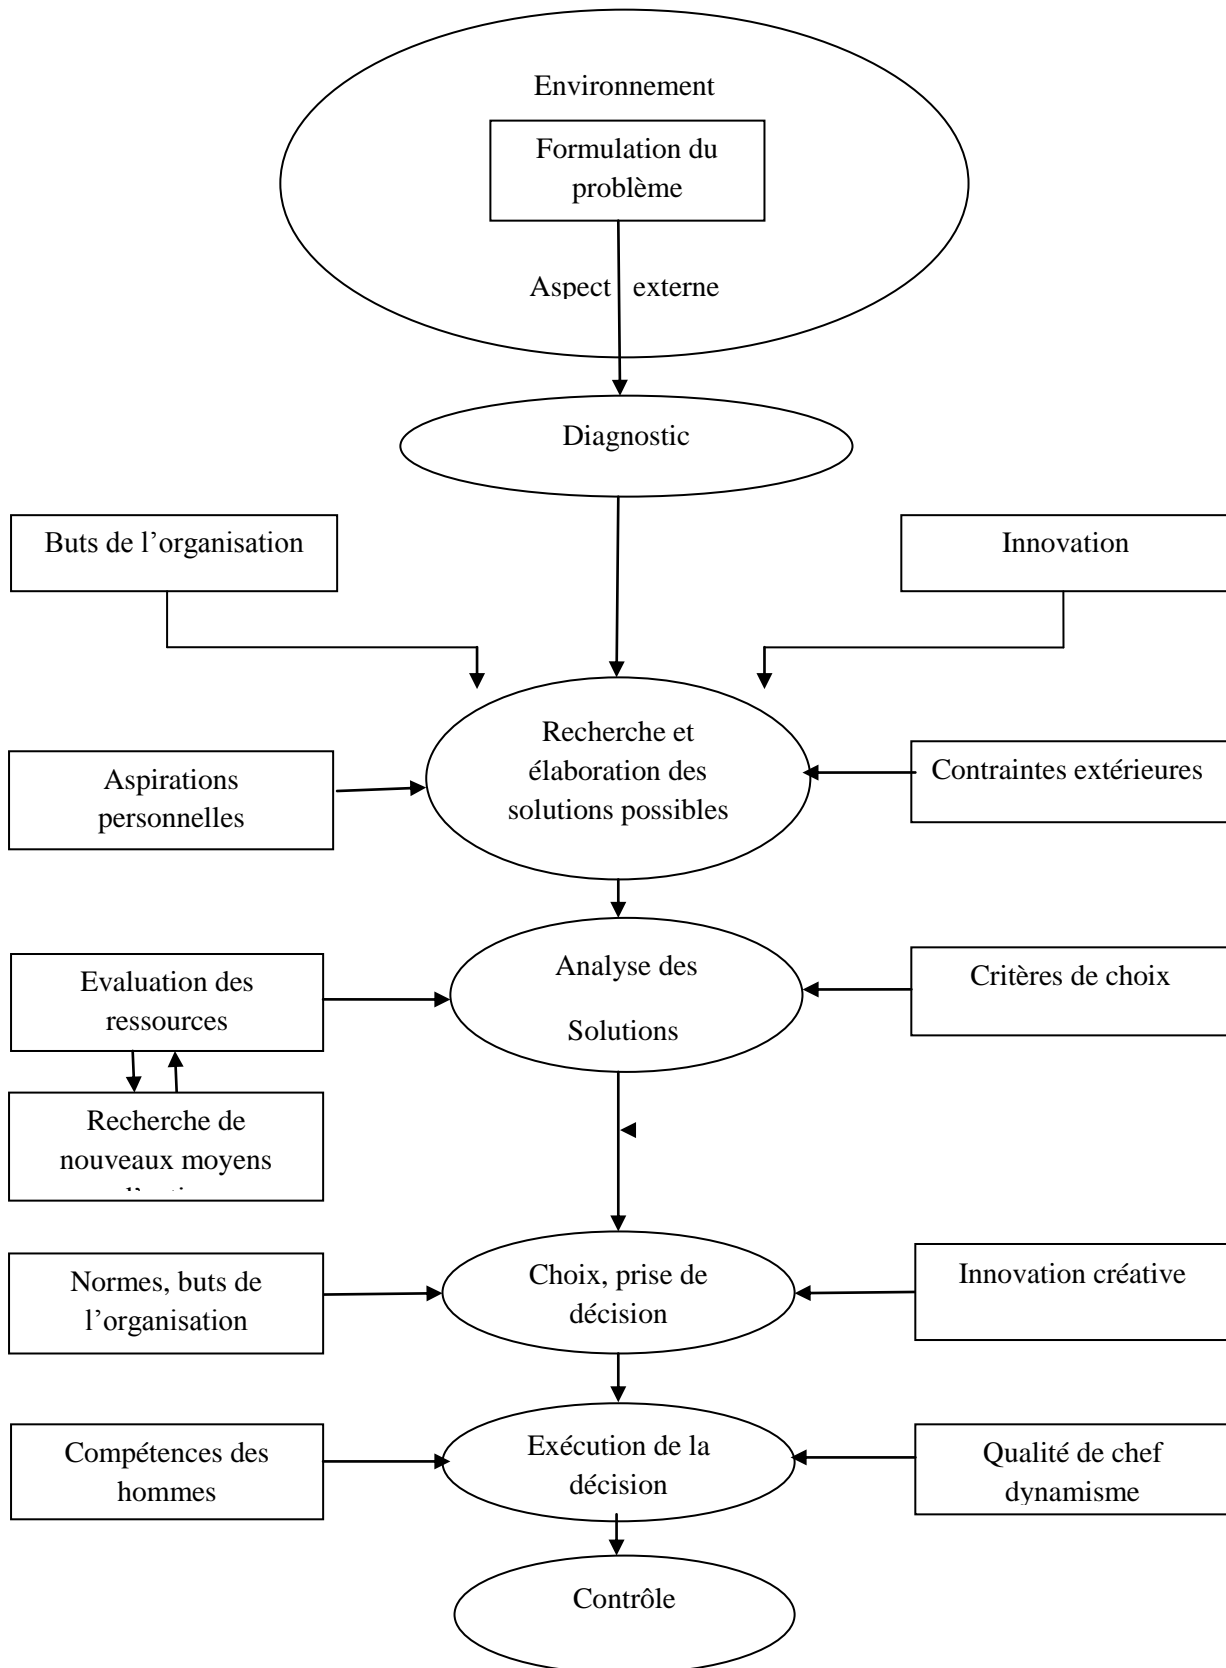 Environnement
Formulation du
problème
Aspect externe
Diagnostic
Buts de l’organisation
Innovation
Recherche et
élaboration des
solutions possibles
Aspirations
personnelles
Contraintes extérieures
Analyse des
Solutions
Evaluation des
ressources
Critères de choix
Recherche de
nouveaux moyens
Choix, prise de
décision
Normes, buts de
l’organisation
Innovation créative
Exécution de la
décision
Compétences des
hommes
Qualité de chef
dynamisme
Contrôle